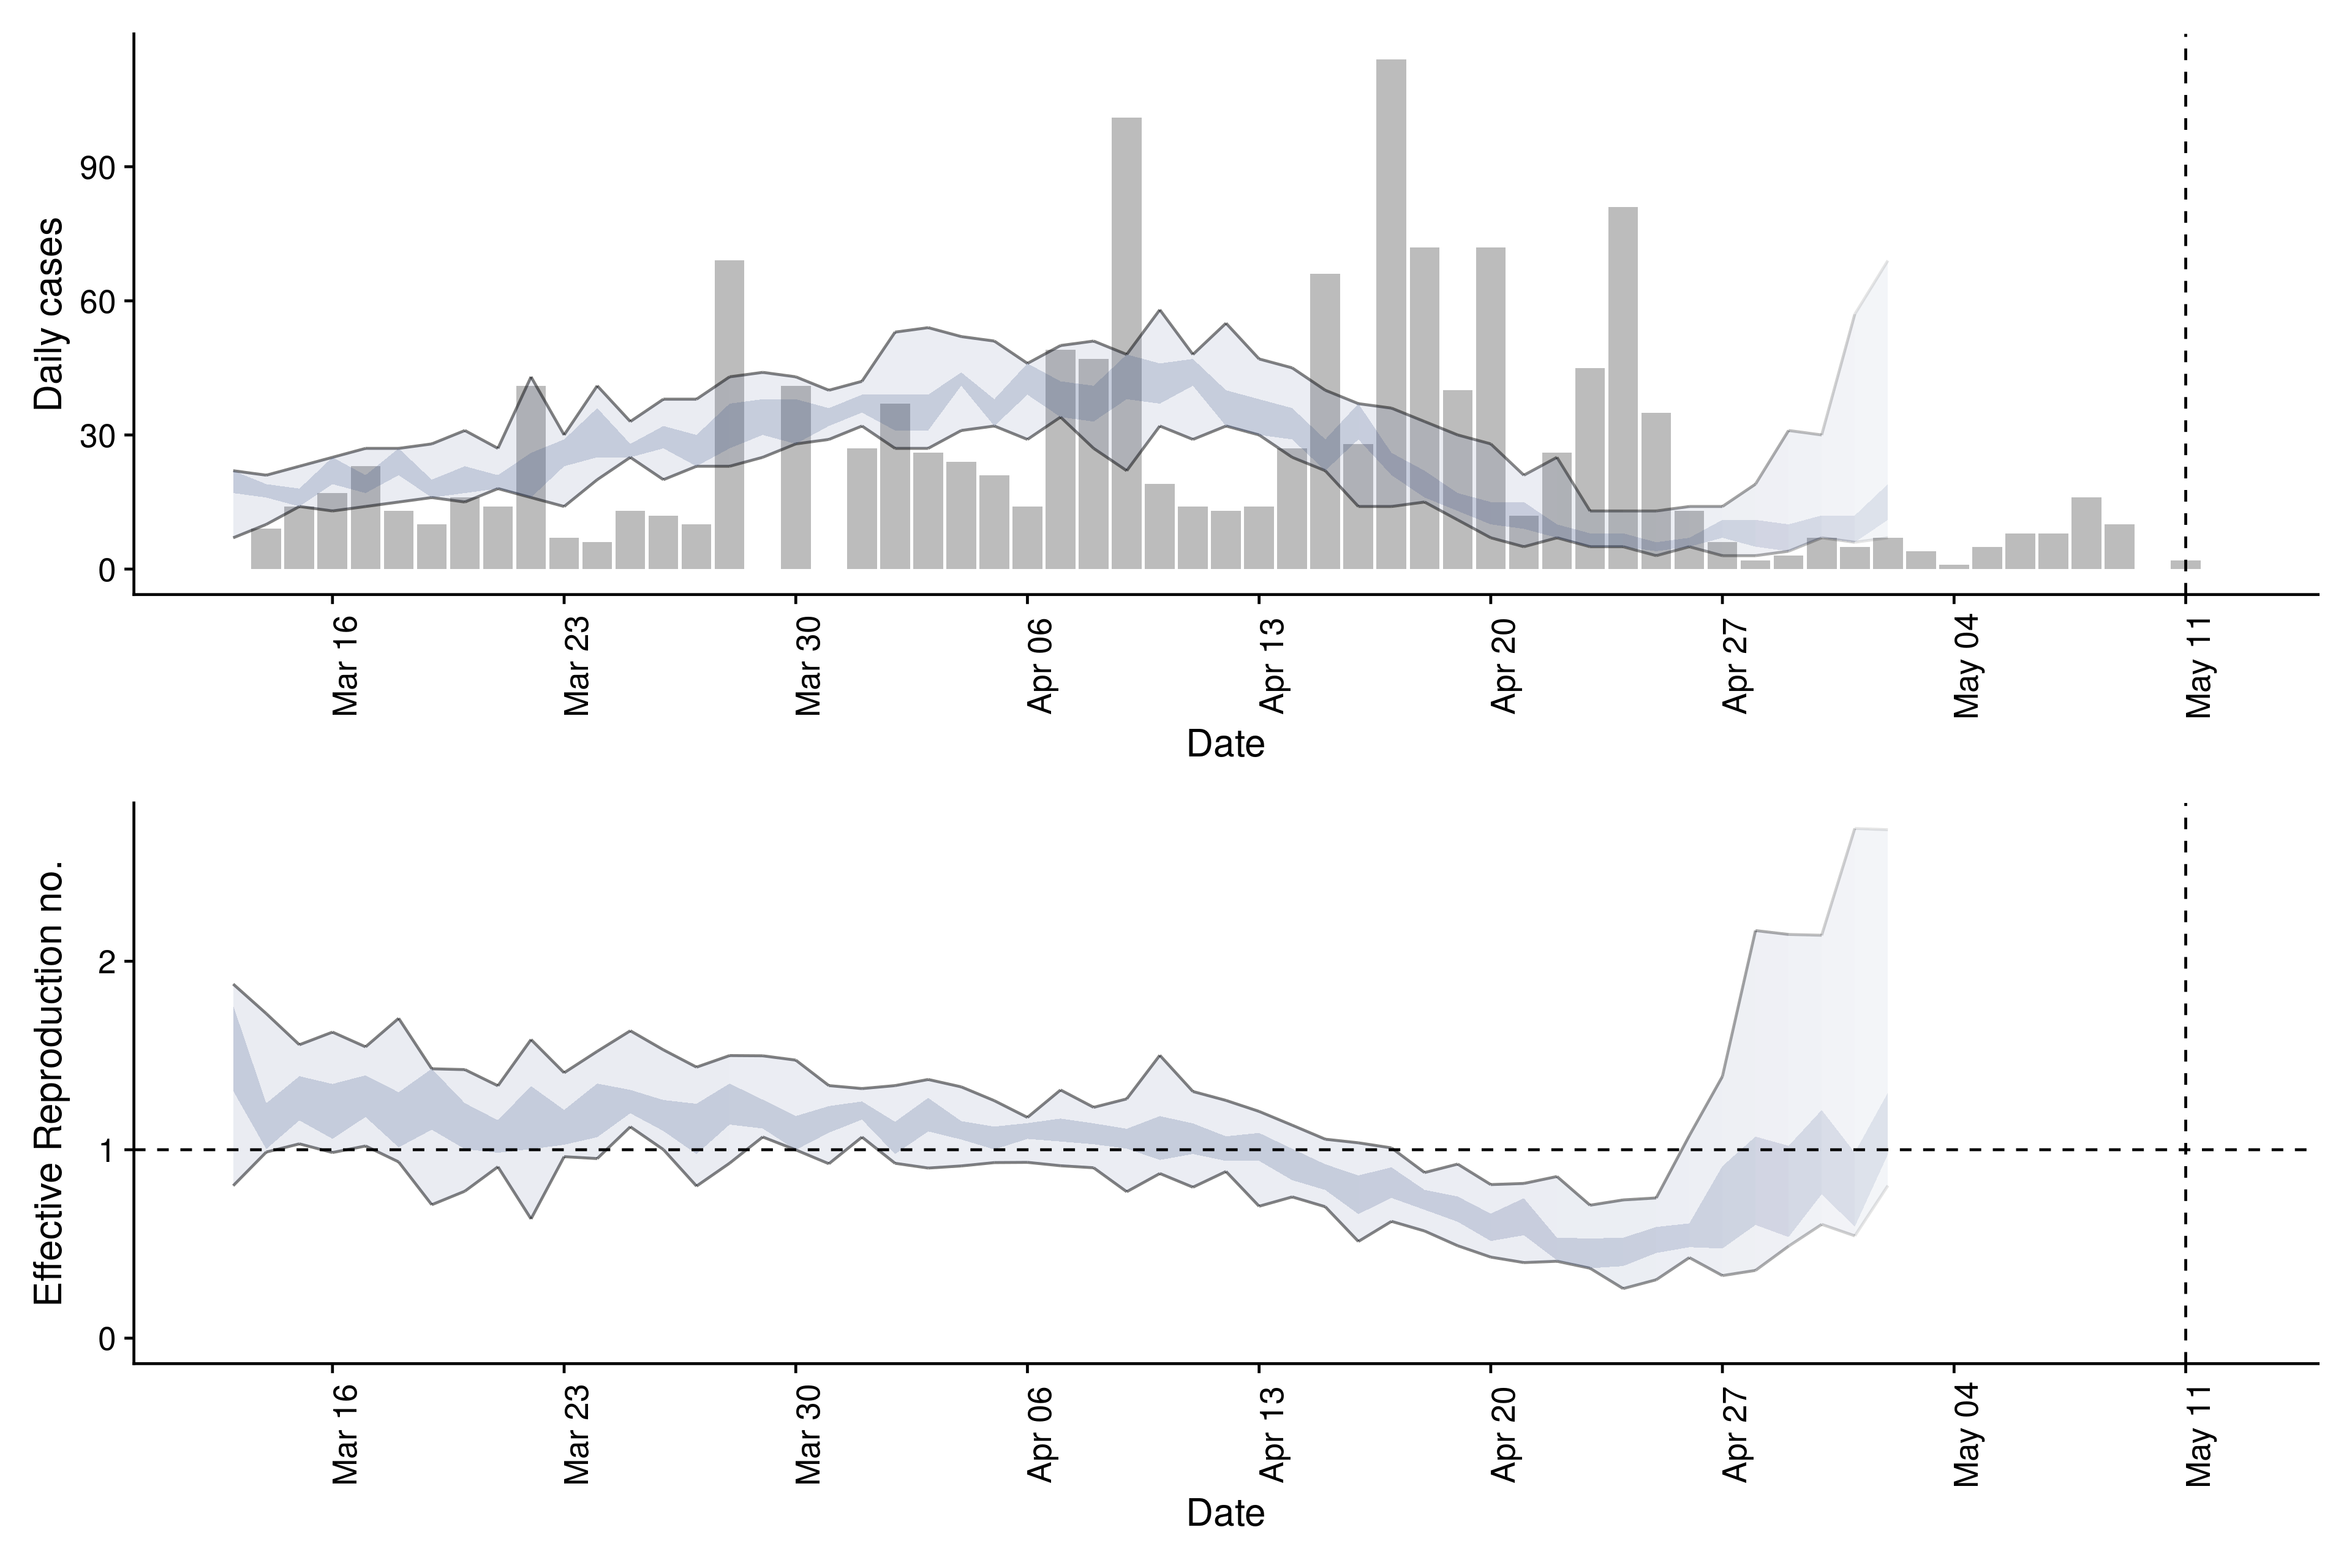 Daily cases
90
60
30
0
Mar 16
Mar 23
Mar 30
Apr 06
Apr 13
Apr 20
Apr 27
May 04
May 11
Date
Effective Reproduction no.
2
1
0
Mar 16
Mar 23
Mar 30
Apr 06
Apr 13
Apr 20
Apr 27
May 04
May 11
Date